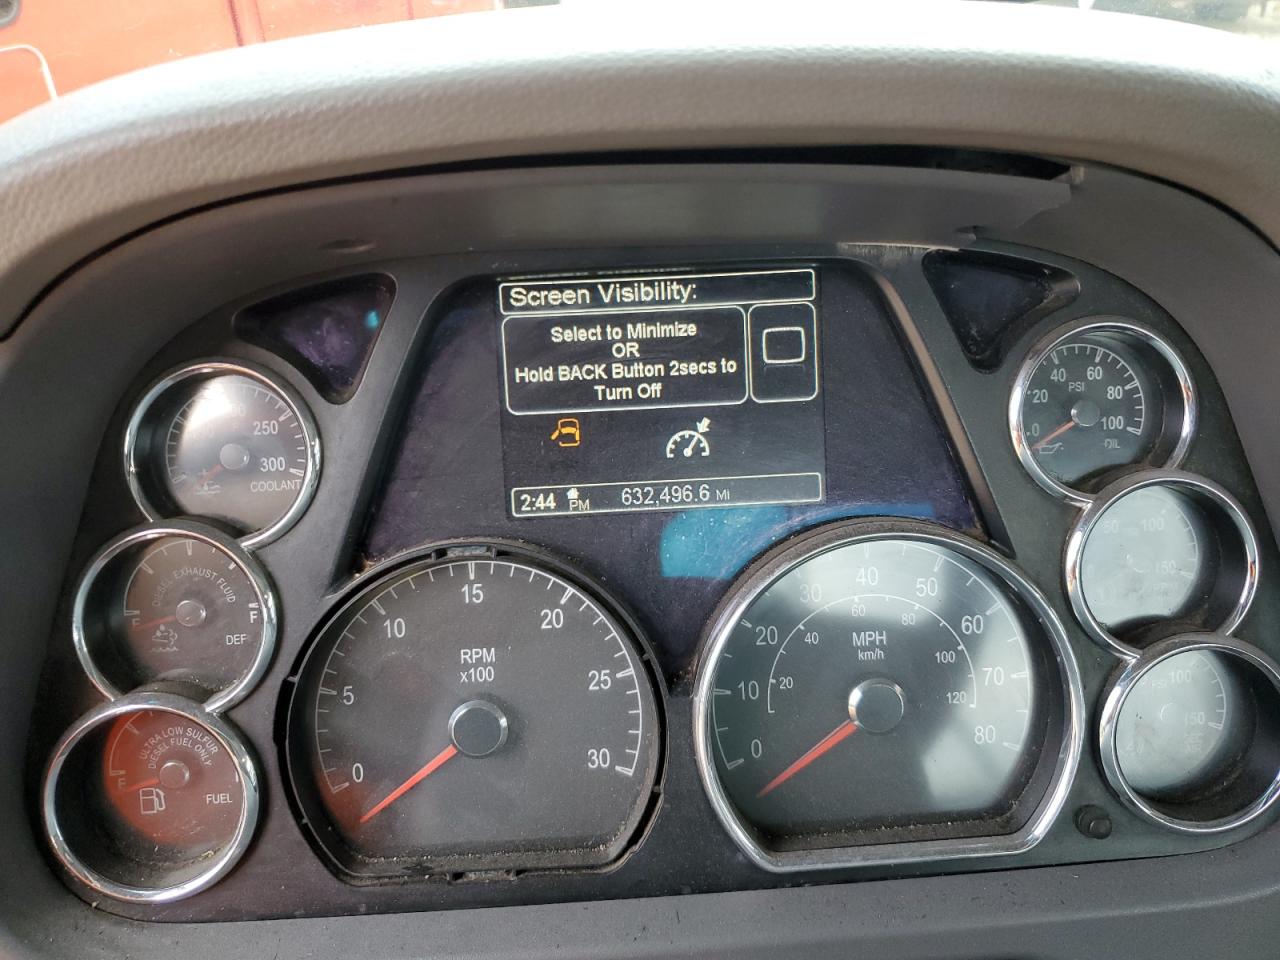 Screen Visibility:
Select to Minimize
OR
Hold BACK Button 2secs to
Turn Off
2:44 PM 632,496.6 MI
250
300
COOLANT
DIESEL EXHAUST FLUID
E
F
DEF
ULTRA LOW SULFUR
DIESEL FUEL ONLY
E
FUEL
0
5
10
15
20
25
30
RPM
x100
0
10
20
30
40
50
60
70
80
20
40
60
80
100
120
MPH
km/h
0
20
40
60
80
100
PSI
OIL
50
100
150
PSI
100
150